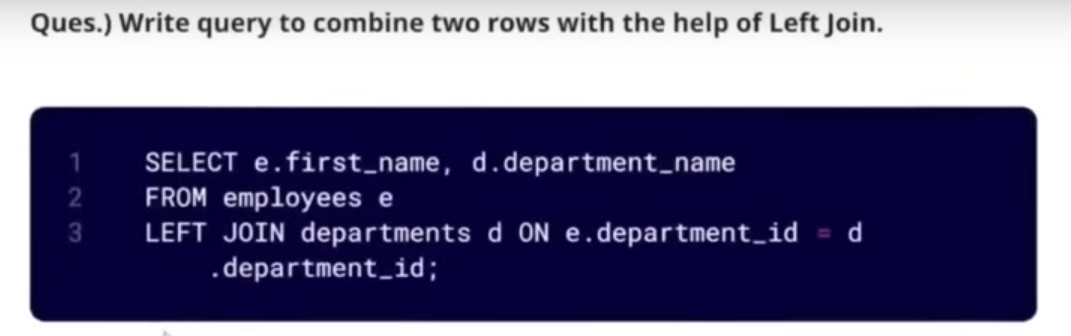 Ques.) Write query to combine two rows with the help of Left Join.
1 SELECT e.first_name, d.department_name
2 FROM employees e
3 LEFT JOIN departments d ON e.department_id = d
.department_id;